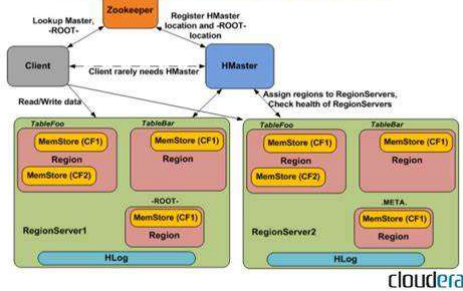 Zookeeper
Lookup Master,
-ROOT-
Register HMaster
location and -ROOT-
location
Client
HMaster
Client rarely needs HMaster
Assign regions to RegionServers,
Check health of RegionServers
Read/Write data
TableFoo
TableBar
MemStore (CF1)
MemStore (CF1)
Region
Region
MemStore (CF2)
-ROOT-
MemStore (CF1)
Region
RegionServer1
HLog
TableFoo
TableBar
MemStore (CF1)
MemStore (CF1)
Region
Region
MemStore (CF2)
.META.
MemStore (CF1)
Region
RegionServer2
HLog
cloudera